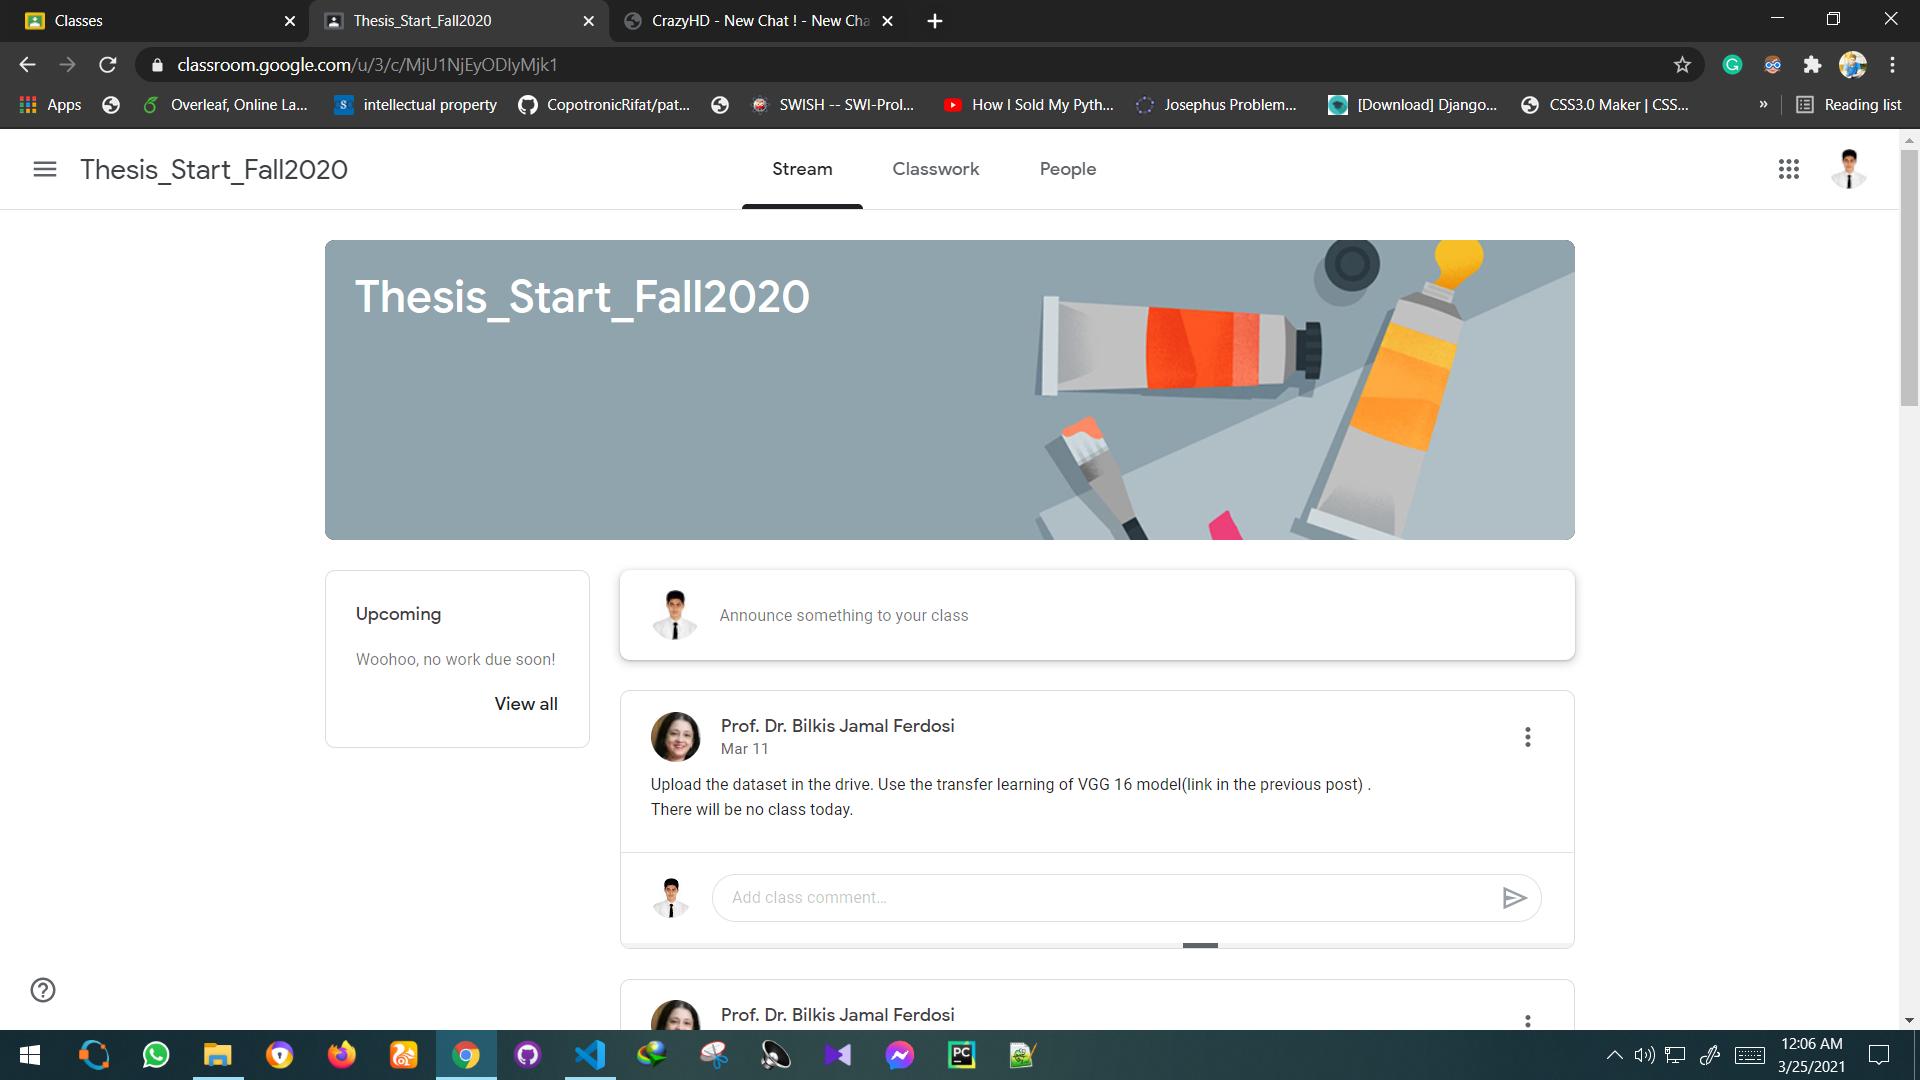 Classes
Thesis_Start_Fall2020
CrazyHD - New Chat ! - New Cha
classroom.google.com/u/3/c/MjU1NjEyODIyMjk1
Apps
Overleaf, Online La...
intellectual property
CopotronicRifat/pat...
SWISH -- SWI-Prol...
How I Sold My Pyth...
Josephus Problem...
[Download] Django...
CSS3.0 Maker | CSS...
»
Reading list
Thesis_Start_Fall2020
Stream
Classwork
People
Thesis_Start_Fall2020
Upcoming
Woohoo, no work due soon!
View all
Announce something to your class
Prof. Dr. Bilkis Jamal Ferdosi
Mar 11
Upload the dataset in the drive. Use the transfer learning of VGG 16 model(link in the previous post) .
There will be no class today.
Add class comment...
Prof. Dr. Bilkis Jamal Ferdosi
PC
12:06 AM
3/25/2021